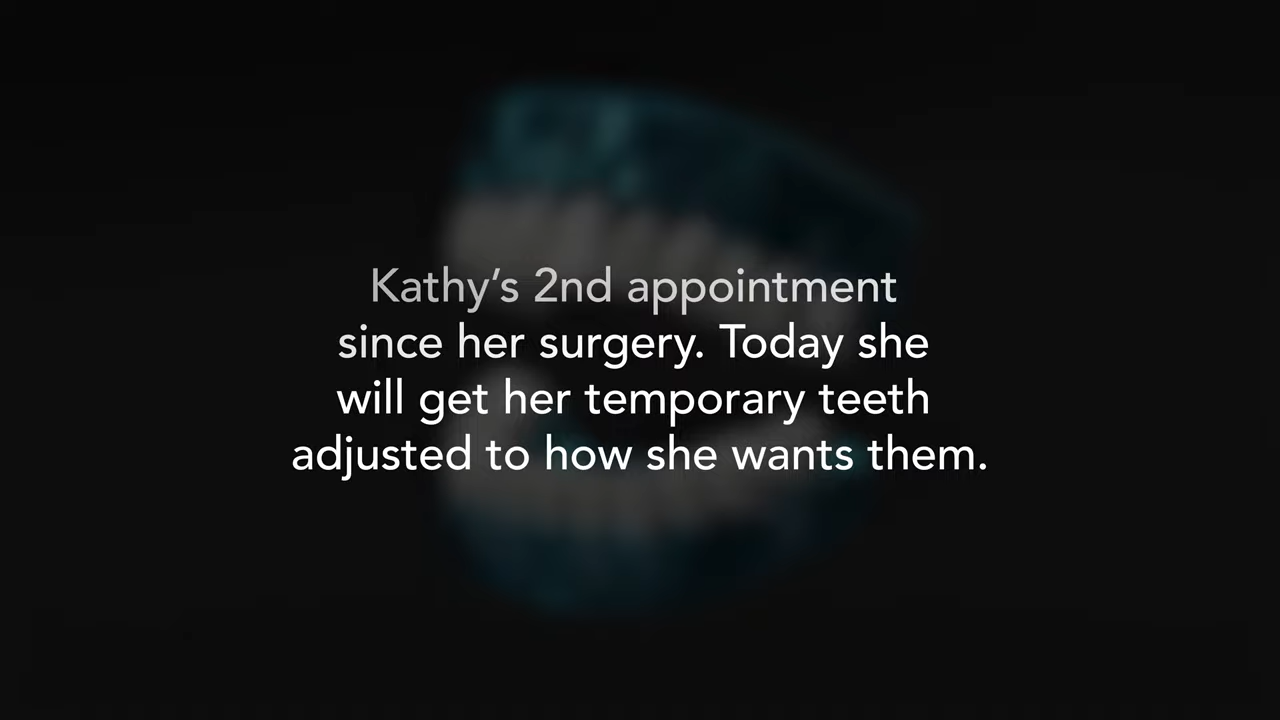 Kathy’s 2nd appointment
since her surgery. Today she
will get her temporary teeth
adjusted to how she wants them.